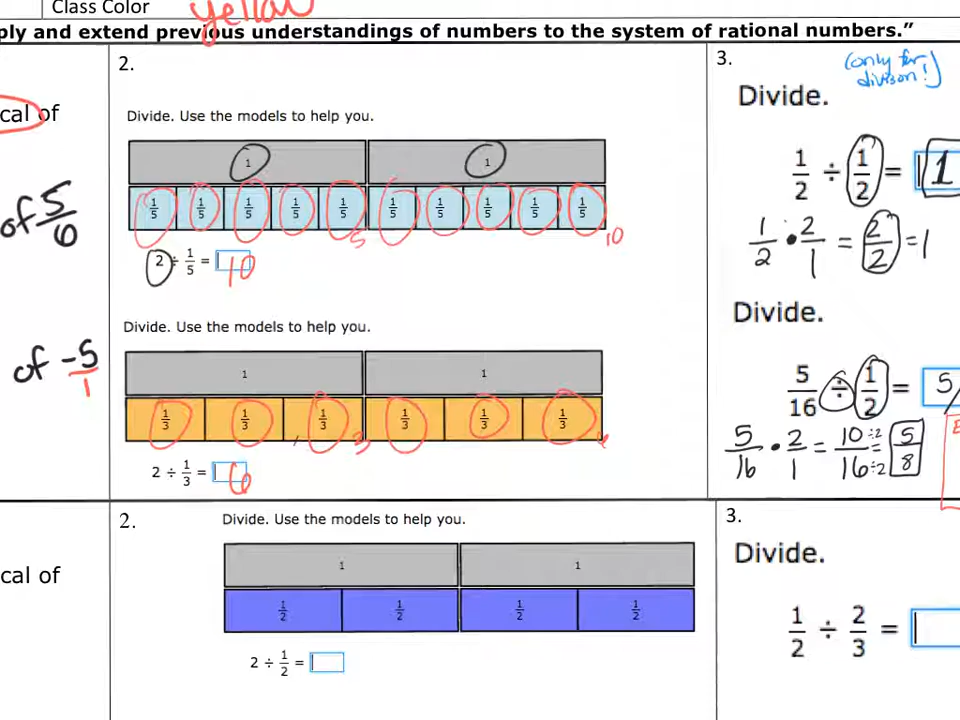 Class Color
yellow
ply and extend previous understandings of numbers to the system of rational numbers.”
cal of
of 5/6
of -5/1
2.
Divide. Use the models to help you.
1 1
1/5 1/5 1/5 1/5 1/5 1/5 1/5 1/5 1/5 1/5
5 10
2 ÷ 1/5 = 10
Divide. Use the models to help you.
1 1
1/3 1/3 1/3 1/3 1/3 1/3
3
2 ÷ 1/3 = 6
3.
(only for
divison!)
Divide.
1/2 ÷ 1/2 = 1
1/2 • 2/1 = 2/2 = 1
Divide.
5/16 ÷ 1/2 = 5/
5/16 • 2/1 = 10/16 ÷2/÷2 = 5/8
cal of
2.
Divide. Use the models to help you.
1 1
1/2 1/2 1/2 1/2
2 ÷ 1/2 =
3.
Divide.
1/2 ÷ 2/3 =